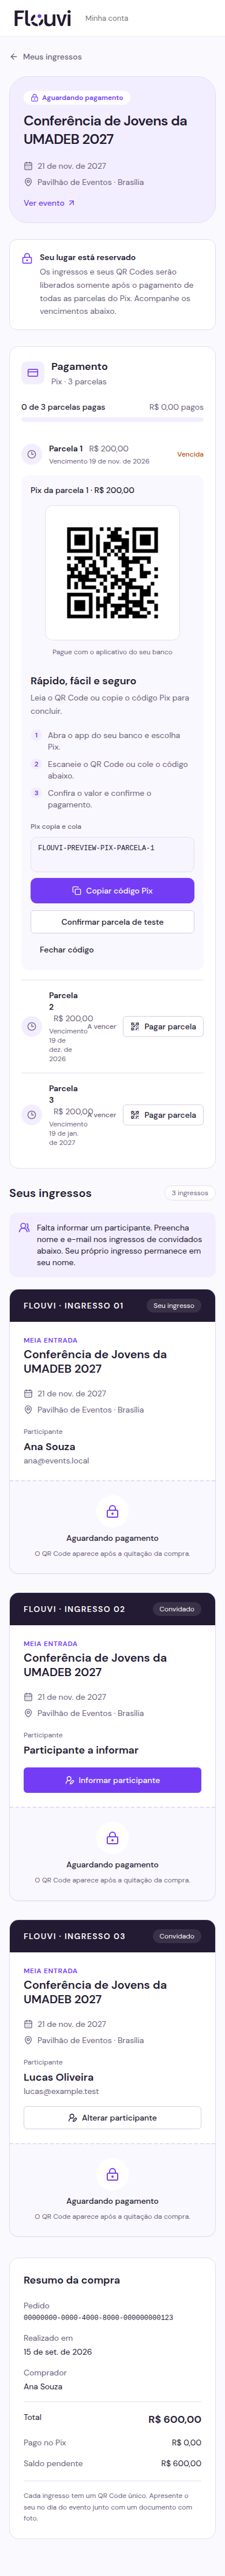 Flouvi
Minha conta
Meus ingressos
Aguardando pagamento
Conferência de Jovens da
UMADEB 2027
21 de nov. de 2027
Pavilhão de Eventos · Brasília
Ver evento
Seu lugar está reservado
Os ingressos e seus QR Codes serão
liberados somente após o pagamento de
todas as parcelas do Pix. Acompanhe os
vencimentos abaixo.
Pagamento
Pix · 3 parcelas
0 de 3 parcelas pagas
R$ 0,00 pagos
Parcela 1 R$ 200,00
Vencimento 19 de nov. de 2026
Vencida
Pix da parcela 1 · R$ 200,00
Pague com o aplicativo do seu banco
Rápido, fácil e seguro
Leia o QR Code ou copie o código Pix para
concluir.
1 Abra o app do seu banco e escolha
Pix.
2 Escaneie o QR Code ou cole o código
abaixo.
3 Confira o valor e confirme o
pagamento.
Pix copia e cola
FLOUVI-PREVIEW-PIX-PARCELA-1
Copiar código Pix
Confirmar parcela de teste
Fechar código
Parcela
2
R$ 200,00
Vencimento
19 de
dez. de
2026
A vencer
Pagar parcela
Parcela
3
R$ 200,00
Vencimento
19 de jan.
de 2027
A vencer
Pagar parcela
Seus ingressos
3 ingressos
Falta informar um participante. Preencha
nome e e-mail nos ingressos de convidados
abaixo. Seu próprio ingresso permanece em
seu nome.
FLOUVI · INGRESSO 01
Seu ingresso
MEIA ENTRADA
Conferência de Jovens da
UMADEB 2027
21 de nov. de 2027
Pavilhão de Eventos · Brasília
Participante
Ana Souza
ana@events.local
Aguardando pagamento
O QR Code aparece após a quitação da compra.
FLOUVI · INGRESSO 02
Convidado
MEIA ENTRADA
Conferência de Jovens da
UMADEB 2027
21 de nov. de 2027
Pavilhão de Eventos · Brasília
Participante
Participante a informar
Informar participante
Aguardando pagamento
O QR Code aparece após a quitação da compra.
FLOUVI · INGRESSO 03
Convidado
MEIA ENTRADA
Conferência de Jovens da
UMADEB 2027
21 de nov. de 2027
Pavilhão de Eventos · Brasília
Participante
Lucas Oliveira
lucas@example.test
Alterar participante
Aguardando pagamento
O QR Code aparece após a quitação da compra.
Resumo da compra
Pedido
00000000-0000-4000-8000-000000000123
Realizado em
15 de set. de 2026
Comprador
Ana Souza
Total
R$ 600,00
Pago no Pix
R$ 0,00
Saldo pendente
R$ 600,00
Cada ingresso tem um QR Code único. Apresente o
seu no dia do evento junto com um documento com
foto.